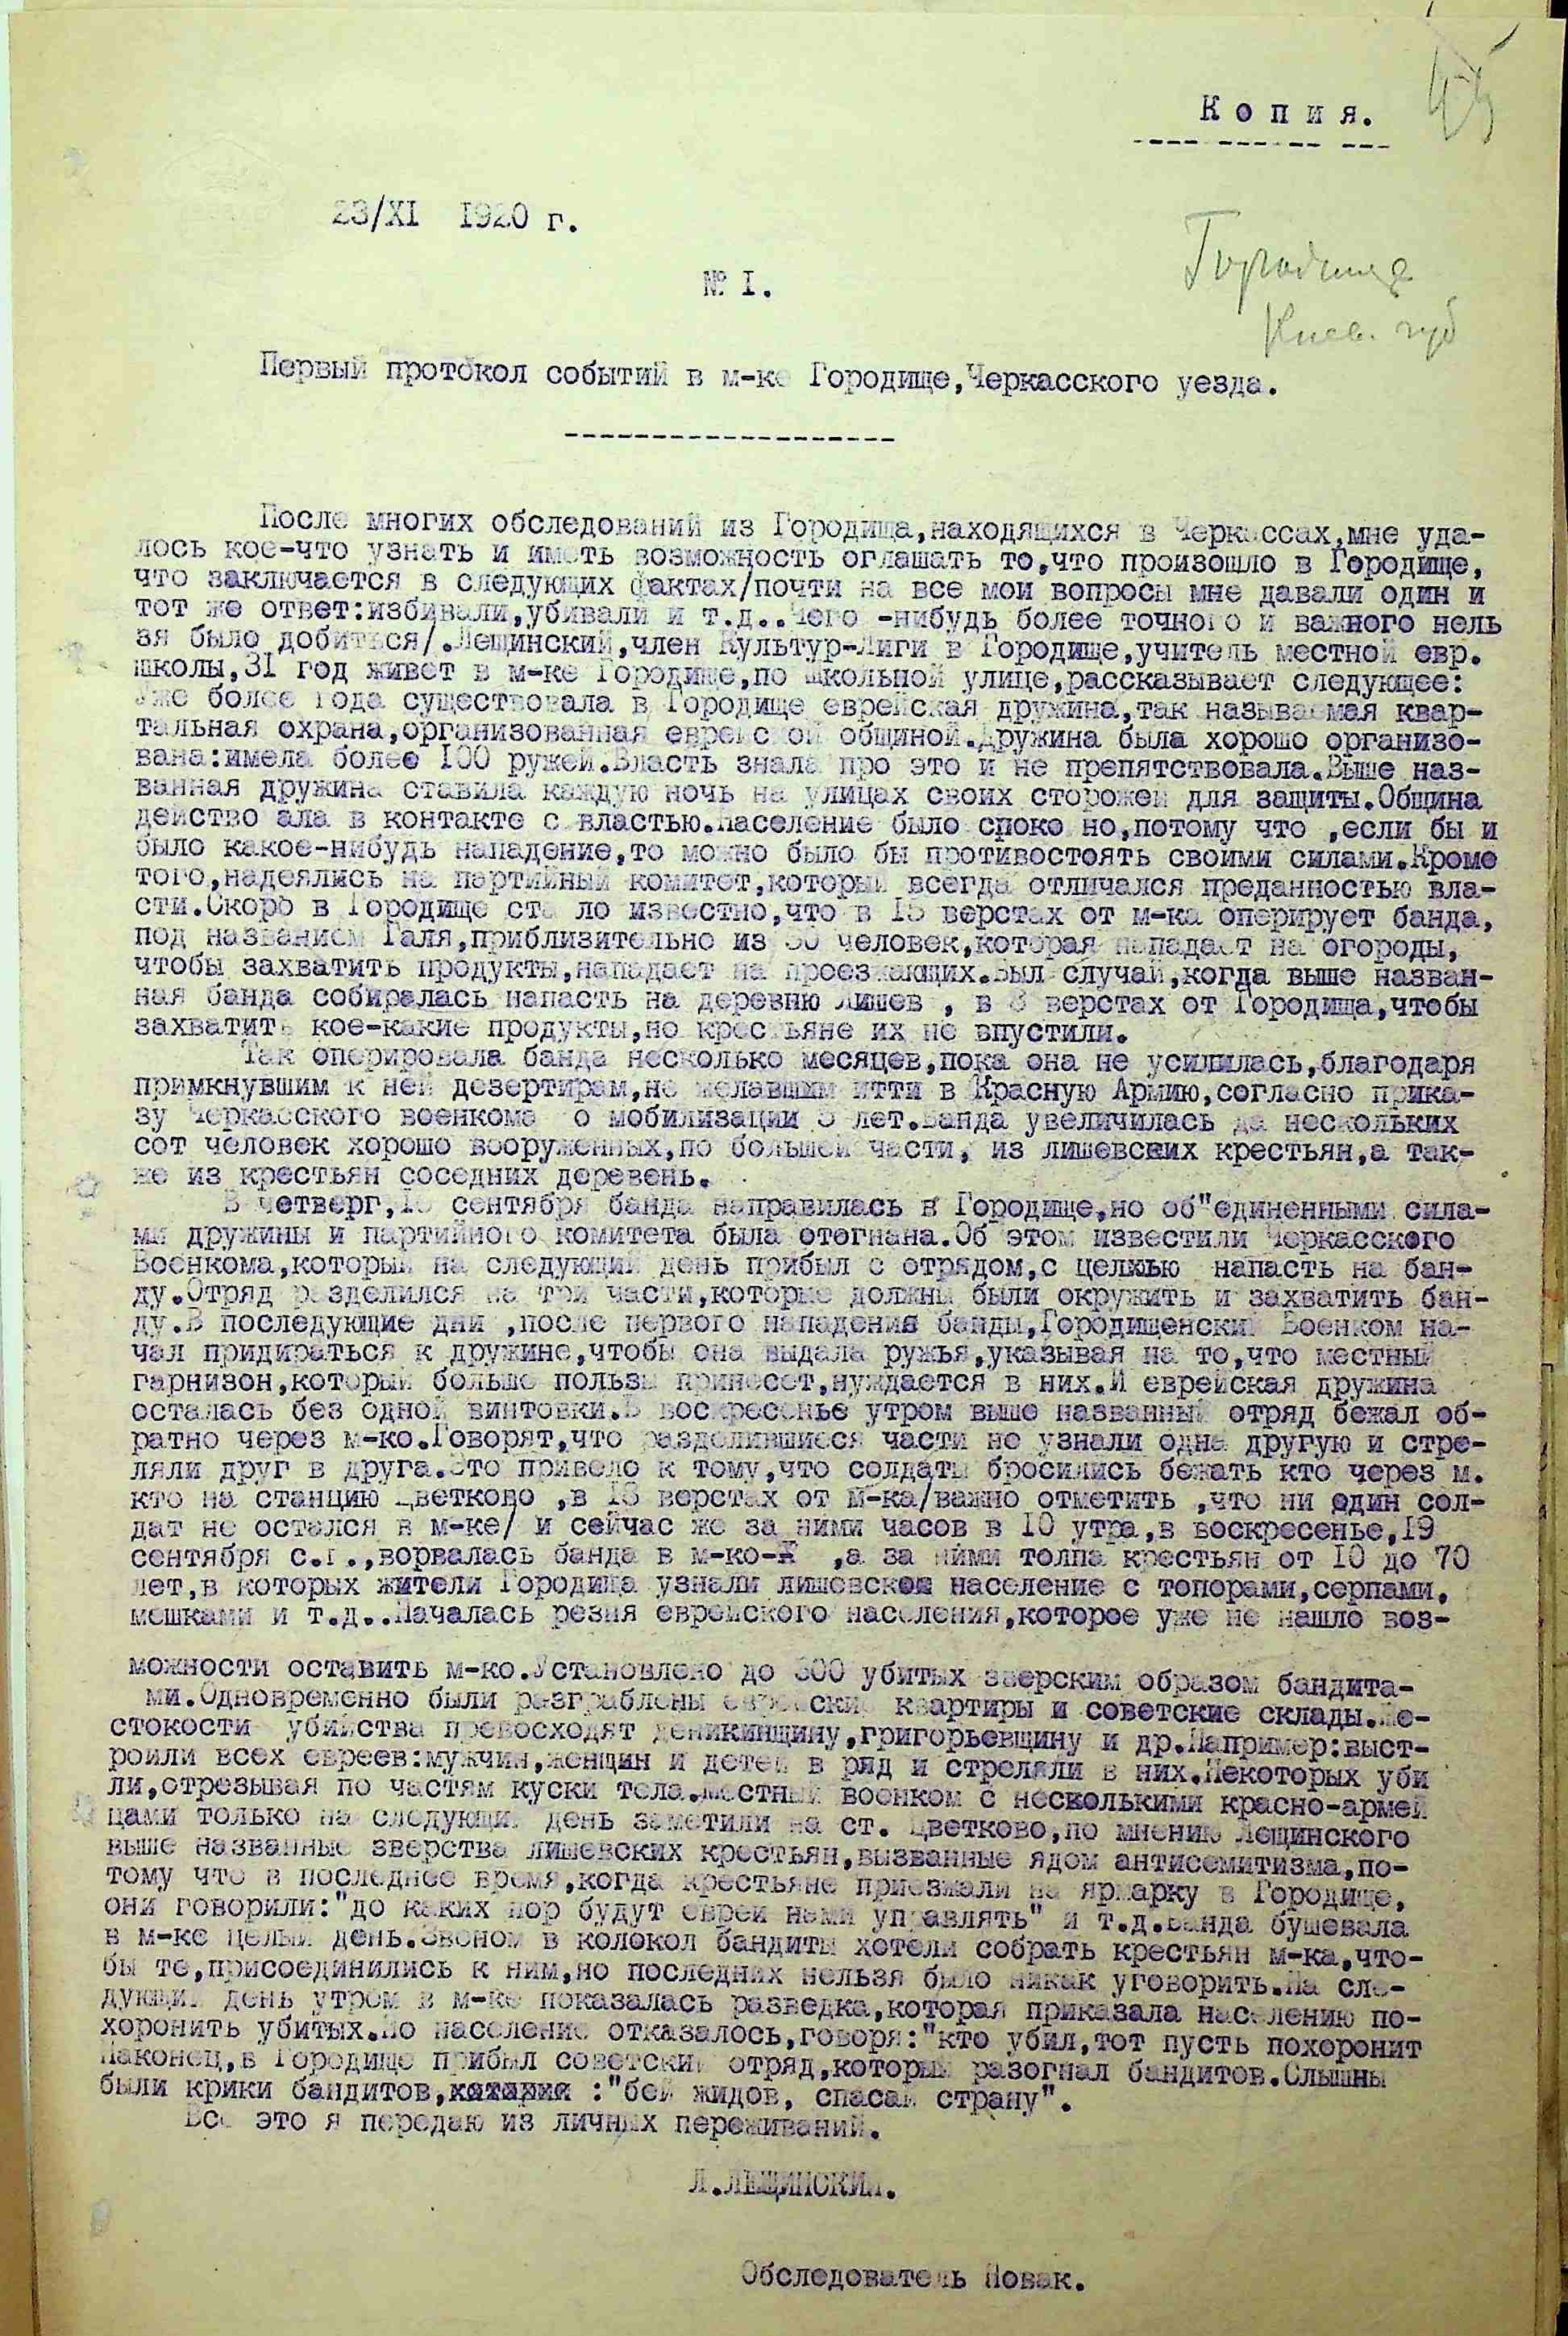 Копия.
45
23/XI 1920 г.
№ I.
Городище
Киев. губ
Первый протокол событий в м-ке Городище,Черкасского уезда.
После многих обследований из Городища,находящихся в Черкассах,мне уда-
лось кое-что узнать и иметь возможность оглашать то,что произошло в Городище,
что заключается в следующих фактах/почти на все мои вопросы мне давали один и
тот же ответ:избивали,убивали и т.д..Чего -нибудь более точного и важного нель
зя было добиться/.Лещинский,член Культур-Лиги в Городище,учитель местной евр.
школы,31 год живет в м-ке Городище,по школьной улице,рассказывает следующее:
Уже более года существовала в Городище еврейская дружина,так называемая квар-
тальная охрана,организованная еврейской общиной.Дружина была хорошо организо-
вана:имела более 100 ружей.Власть знала про это и не препятствовала.Выше наз-
ванная дружина ставила каждую ночь на улицах своих сторожей для защиты.Община
действо ала в контакте с властью.Население было споко но,потому что ,если бы и
было какое-нибудь нападение,то можно было бы противостоять своими силами.Кроме
того,надеялись на партийный комитет,который всегда отличался преданностью вла-
сти.Скоро в Городище ста ло известно,что в 15 верстах от м-ка оперирует банда,
под названием Галя,приблизительно из человек,которая нападает на огороды,
чтобы захватить продукты,нападает на проезжающих.Был случай,когда выше назван-
ная банда собиралась напасть на деревню Лишев , в верстах от Городища,чтобы
захватить кое-какие продукты,но крестьяне их не впустили.
Так оперировала банда несколько месяцев,пока она не усилилась,благодаря
примкнувшим к ней дезертирам,не желавшим итти в Красную Армию,согласно прика-
зу Черкасского военкома о мобилизации лет.Банда увеличилась до нескольких
сот человек хорошо вооруженных,по большей части, из лишевских крестьян,а так-
же из крестьян соседних деревень.
В четверг, сентября банда направилась в Городище,но об"единенными сила-
ми дружины и партийного комитета была отогнана.Об этом известили Черкасского
Военкома,который на следующий день прибыл с отрядом,с целью напасть на бан-
ду.Отряд разделился на три части,которые должны были окружить и захватить бан-
ду.В последующие дни ,после первого нападения банды,Городищенский Военком на-
чал придираться к дружине,чтобы она выдала ружья,указывая на то,что местный
гарнизон,который больше пользы принесет,нуждается в них.И еврейская дружина
осталась без одной винтовки.В воскресенье утром выше названный отряд бежал об-
ратно через м-ко.Говорят,что разделившиеся части не узнали одна другую и стре-
ляли друг в друга.Это привело к тому,что солдаты бросились бежать кто через м.
кто на станцию Цветково ,в 18 верстах от м-ка/важно отметить ,что ни один сол-
дат не остался в м-ке/ и сейчас же за ними часов в 10 утра,в воскресенье,19
сентября с.г.,ворвалась банда в м-ко- ,а за ними толпа крестьян от 10 до 70
лет,в которых жители Городища узнали лишевское население с топорами,серпами,
мешками и т.д..Началась резня еврейского населения,которое уже не нашло воз-
можности оставить м-ко.Установлено до убитых зверским образом бандита-
ми.Одновременно были разграблены еврейские квартиры и советские склады.Же-
стокости убийства превосходят деникинщину,григорьевщину и др.Например:выст-
роили всех евреев:мужчин,женщин и детей в ряд и стреляли в них.Некоторых уби
ли,отрезывая по частям куски тела.Местный военком с несколькими красно-армей
цами только на следующий день заметили на ст. Цветково,по мнению Лещинского
выше названные зверства лишевских крестьян,вызванные ядом антисемитизма,по-
тому что в последнее время,когда крестьяне приезжали на ярмарку в Городище,
они говорили:"до каких пор будут евреи нами управлять" и т.д.Банда бушевала
в м-ке целый день.Звоном в колокол бандиты хотели собрать крестьян м-ка,что-
бы те,присоединились к ним,но последних нельзя было никак уговорить.На сле-
дующий день утром в м-ке показалась разведка,которая приказала населению по-
хоронить убитых.Но население отказалось,говоря:"кто убил,тот пусть похоронит
Наконец,в Городище прибыл советский отряд,который разогнал бандитов.Слышны
были крики бандитов, :"бей жидов, спасай страну".
Все это я передаю из личных переживаний.
Л.ЛЕЩИНСКИЙ.
Обследователь Новак.